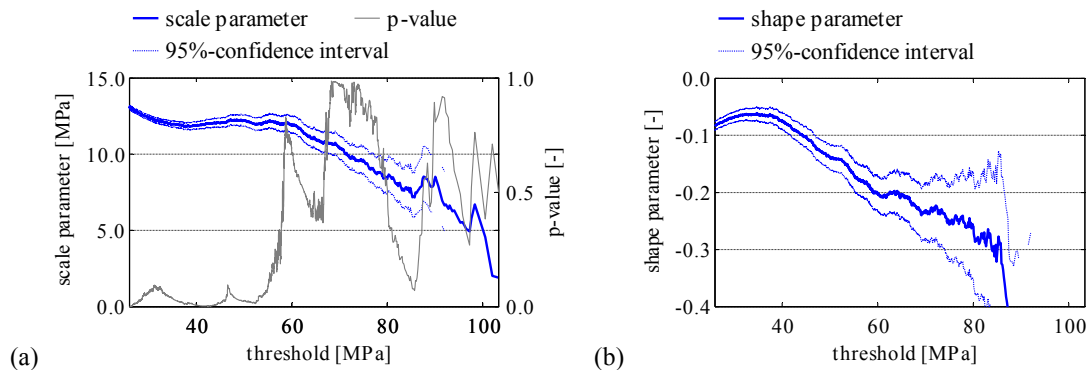 scale parameter p-value
95%-confidence interval
15.0 1.0
10.0
0.5
5.0
0.0 0.0
40 60 80 100
scale parameter [MPa]
p-value [-]
threshold [MPa]
(a)
shape parameter
95%-confidence interval
0.0
-0.1
-0.2
-0.3
-0.4
40 60 80 100
shape parameter [-]
threshold [MPa]
(b)